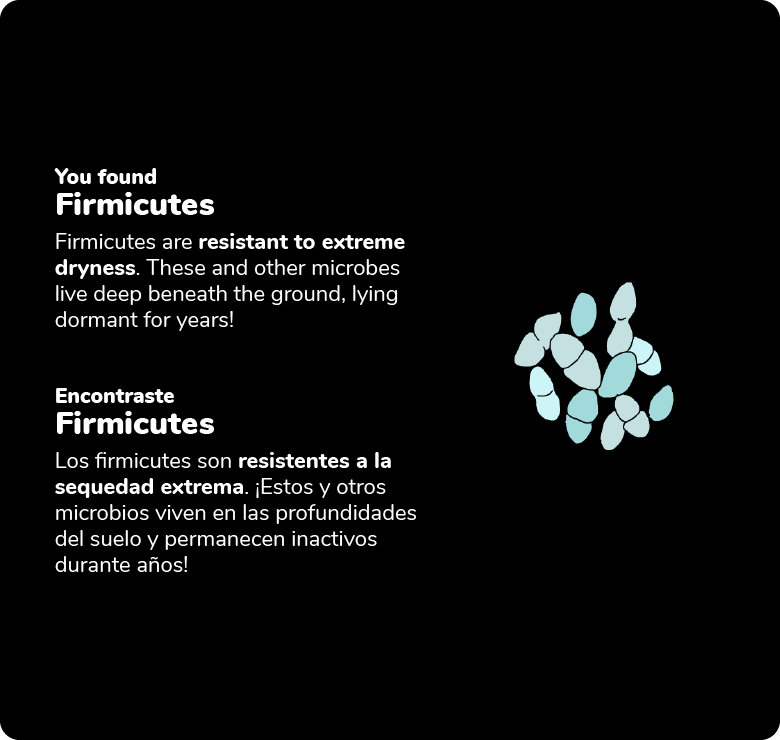 You found
Firmicutes
Firmicutes are resistant to extreme
dryness. These and other microbes
live deep beneath the ground, lying
dormant for years!
Encontraste
Firmicutes
Los firmicutes son resistentes a la
sequedad extrema. ¡Estos y otros
microbios viven en las profundidades
del suelo y permanecen inactivos
durante años!